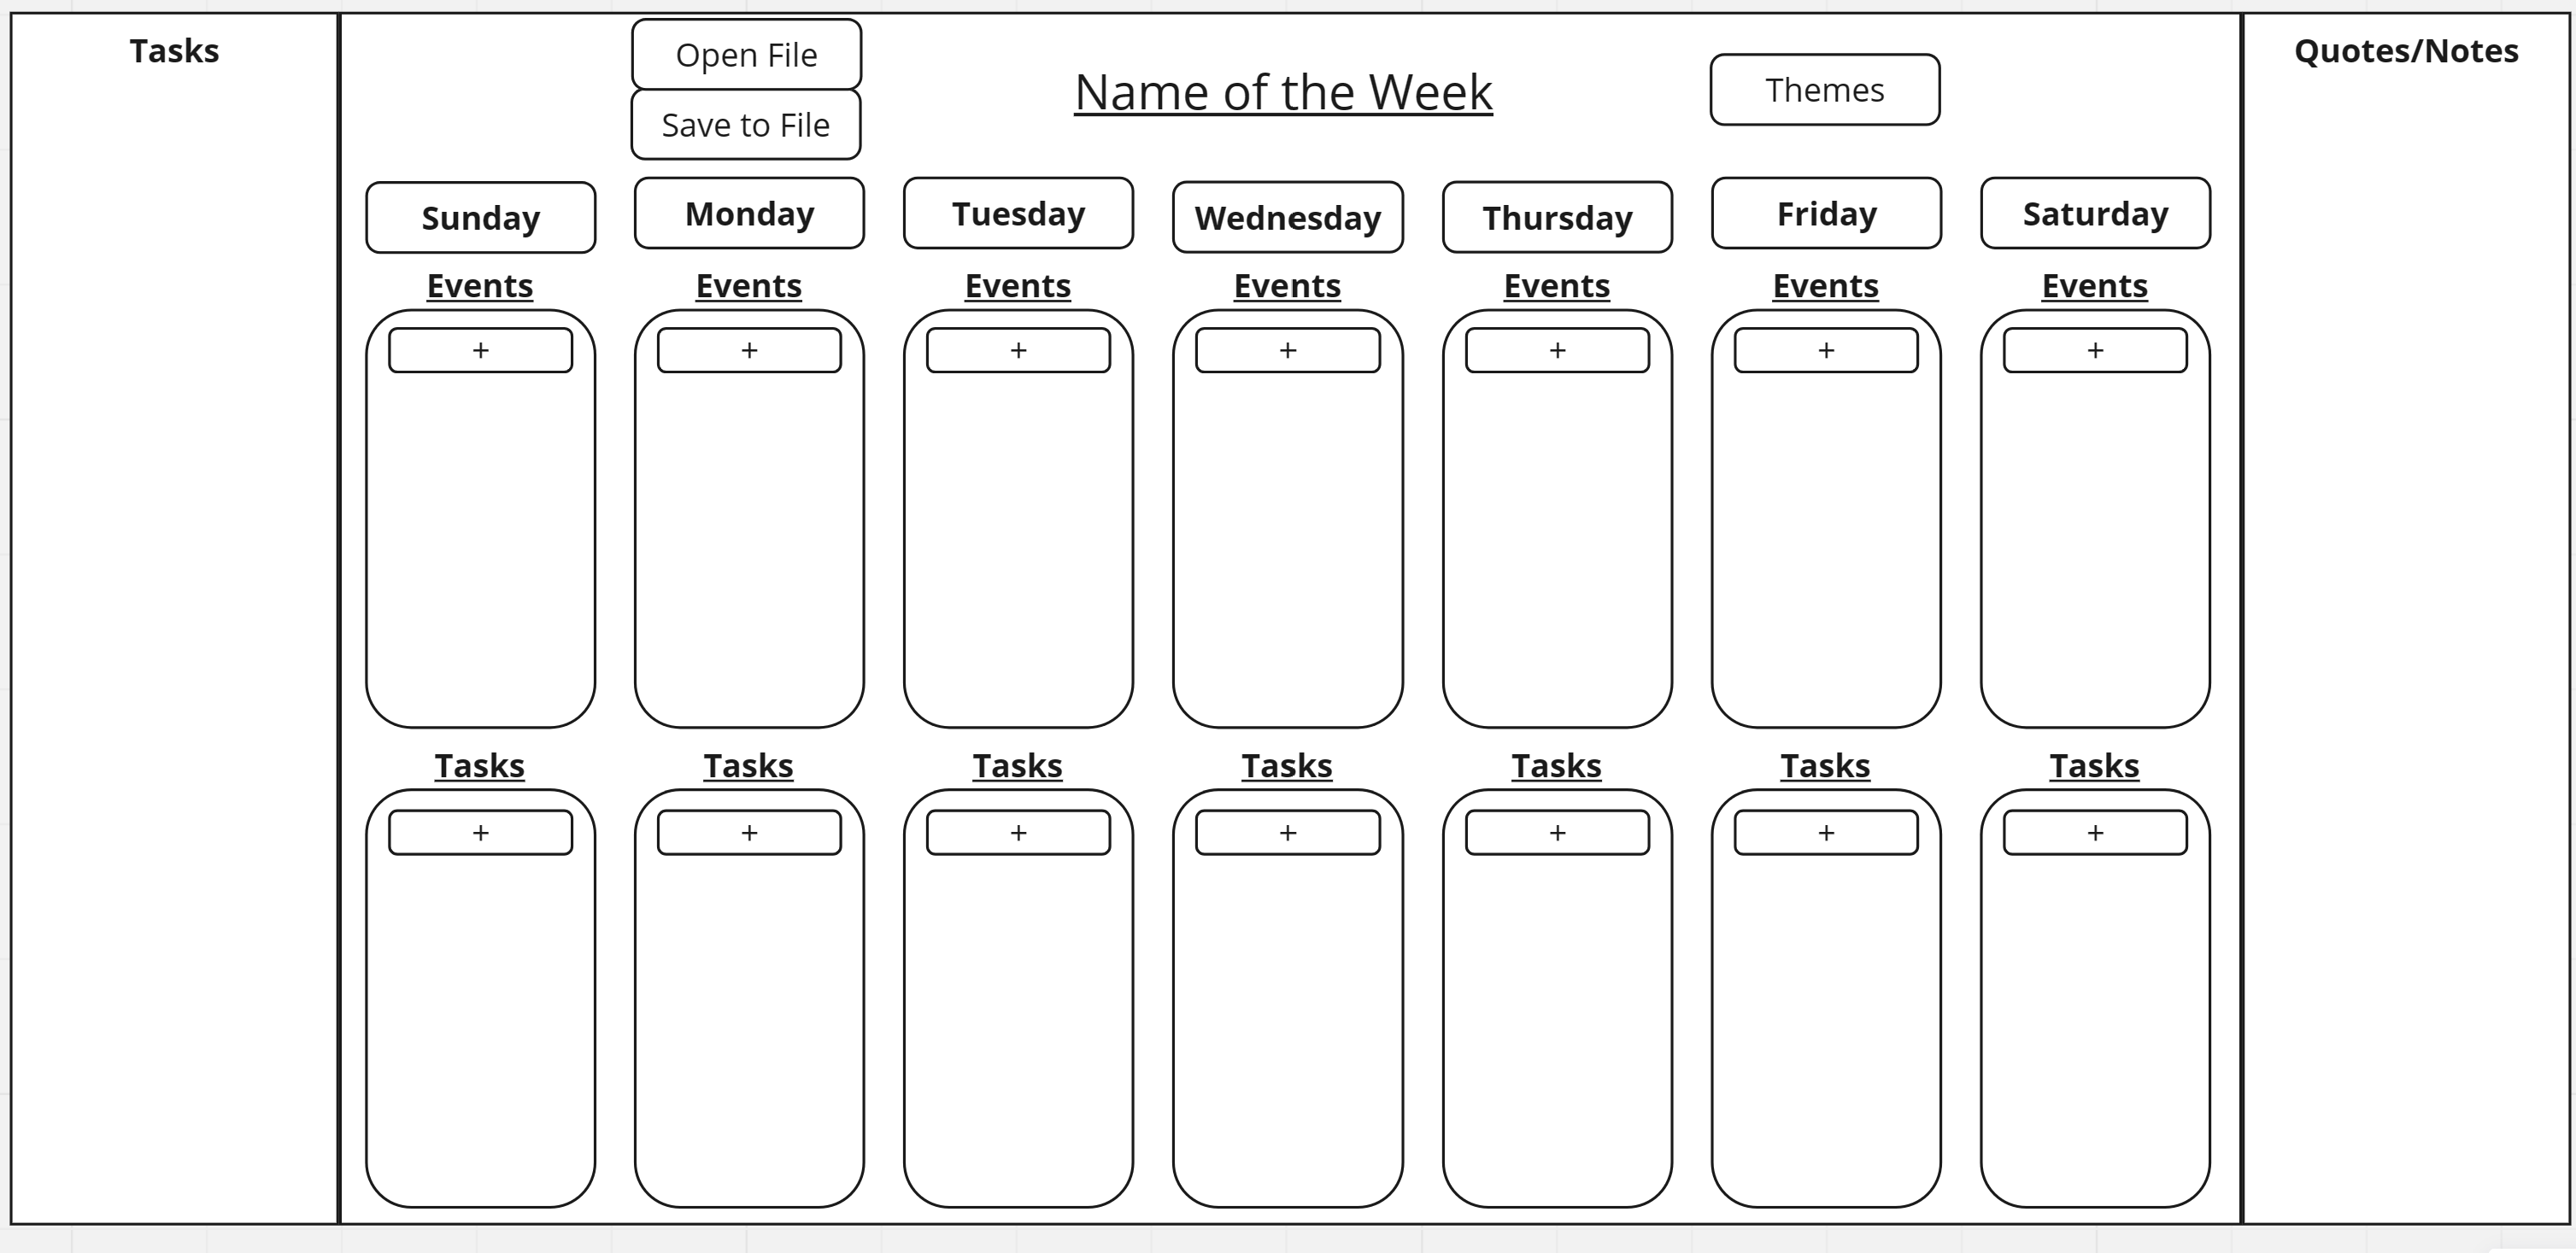 Tasks
Open File
Save to File
Name of the Week
Themes
Quotes/Notes
Sunday
Monday
Tuesday
Wednesday
Thursday
Friday
Saturday
Events
Events
Events
Events
Events
Events
Events
+
+
+
+
+
+
+
Tasks
Tasks
Tasks
Tasks
Tasks
Tasks
Tasks
+
+
+
+
+
+
+